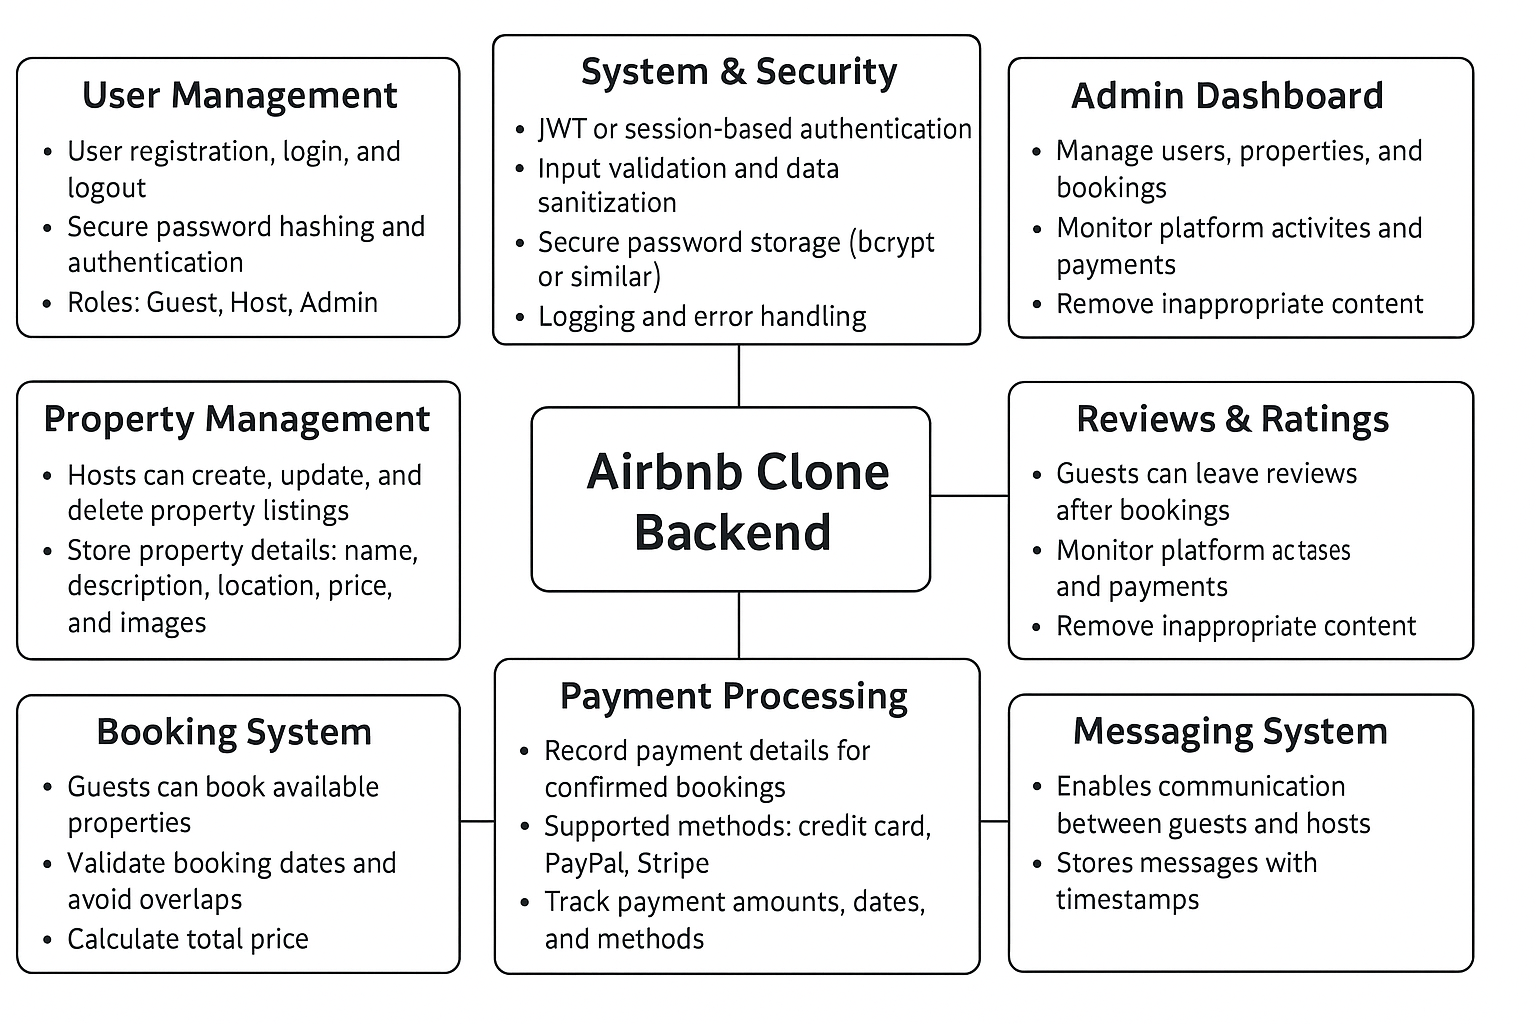 User Management
• User registration, login, and
logout
• Secure password hashing and
authentication
• Roles: Guest, Host, Admin
System & Security
• JWT or session-based authentication
• Input validation and data
sanitization
• Secure password storage (bcrypt
or similar)
• Logging and error handling
Admin Dashboard
• Manage users, properties, and
bookings
• Monitor platform activites and
payments
• Remove inappropriate content
Property Management
• Hosts can create, update, and
delete property listings
• Store property details: name,
description, location, price,
and images
Airbnb Clone
Backend
Reviews & Ratings
• Guests can leave reviews
after bookings
• Monitor platform actases
and payments
• Remove inappropriate content
Booking System
• Guests can book available
properties
• Validate booking dates and
avoid overlaps
• Calculate total price
Payment Processing
• Record payment details for
confirmed bookings
• Supported methods: credit card,
PayPal, Stripe
• Track payment amounts, dates,
and methods
Messaging System
• Enables communication
between guests and hosts
• Stores messages with
timestamps